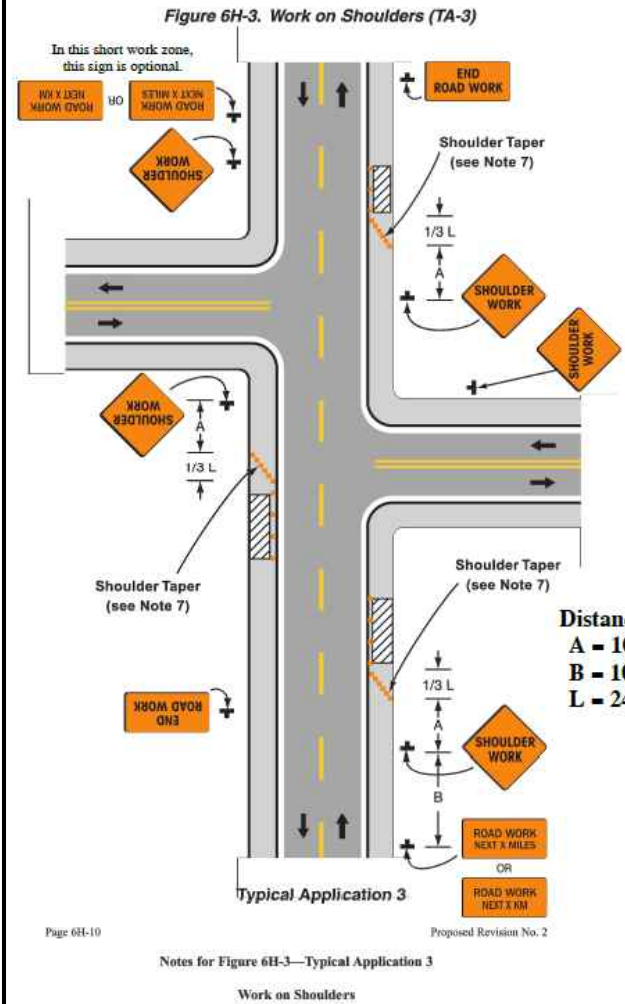 Figure 6H-3. Work on Shoulders (TA-3)
In this short work zone,
this sign is optional.
ROAD WORK
NEXT X KM
OR
ROAD WORK
NEXT X MILES
SHOULDER
WORK
END
ROAD WORK
Shoulder Taper
(see Note 7)
1/3 L
A
SHOULDER
WORK
SHOULDER
WORK
SHOULDER
WORK
A
1/3 L
Shoulder Taper
(see Note 7)
Shoulder Taper
(see Note 7)
Distan
A = 10
B = 10
L = 24
1/3 L
A
SHOULDER
WORK
END
ROAD WORK
B
ROAD WORK
NEXT X MILES
OR
ROAD WORK
NEXT X KM
Typical Application 3
Page 6H-10
Proposed Revision No. 2
Notes for Figure 6H-3—Typical Application 3
Work on Shoulders